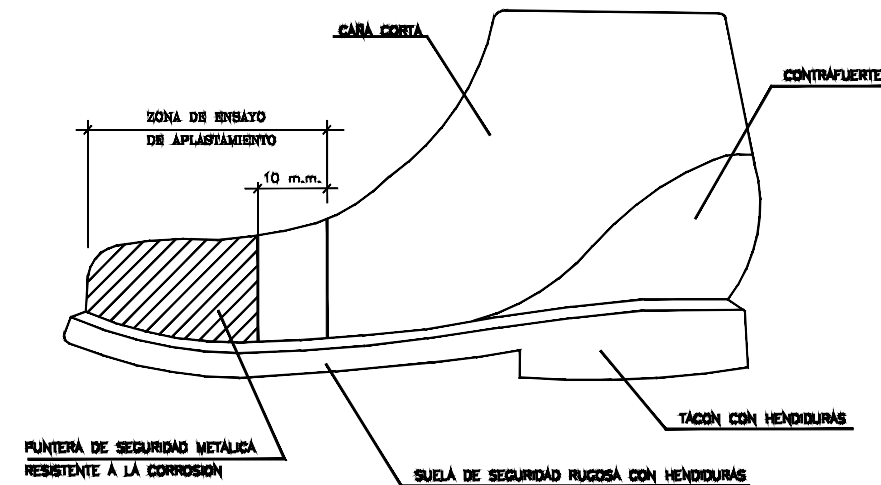 CAÑA CORTA
CONTRAFUERTE
ZONA DE ENSAYO
DE APLASTAMIENTO
10 m.m.
TACON CON HENDIDURAS
PUNTERA DE SEGURIDAD METALICA
RESISTENTE A LA CORROSION
SUELA DE SEGURIDAD RUGOSA CON HENDIDURAS